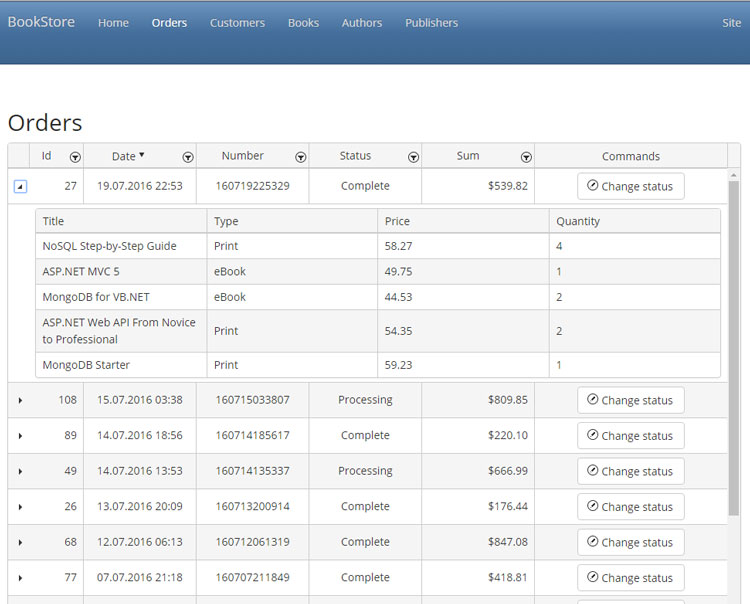 BookStore Home Orders Customers Books Authors Publishers Site
Orders
Id Date Number Status Sum Commands
27 19.07.2016 22:53 160719225329 Complete $539.82 Change status
Title Type Price Quantity
NoSQL Step-by-Step Guide Print 58.27 4
ASP.NET MVC 5 eBook 49.75 1
MongoDB for VB.NET eBook 44.53 2
ASP.NET Web API From Novice
to Professional Print 54.35 2
MongoDB Starter Print 59.23 1
108 15.07.2016 03:38 160715033807 Processing $809.85 Change status
89 14.07.2016 18:56 160714185617 Complete $220.10 Change status
49 14.07.2016 13:53 160714135337 Processing $666.99 Change status
26 13.07.2016 20:09 160713200914 Complete $176.44 Change status
68 12.07.2016 06:13 160712061319 Complete $847.08 Change status
77 07.07.2016 21:18 160707211849 Complete $418.81 Change status